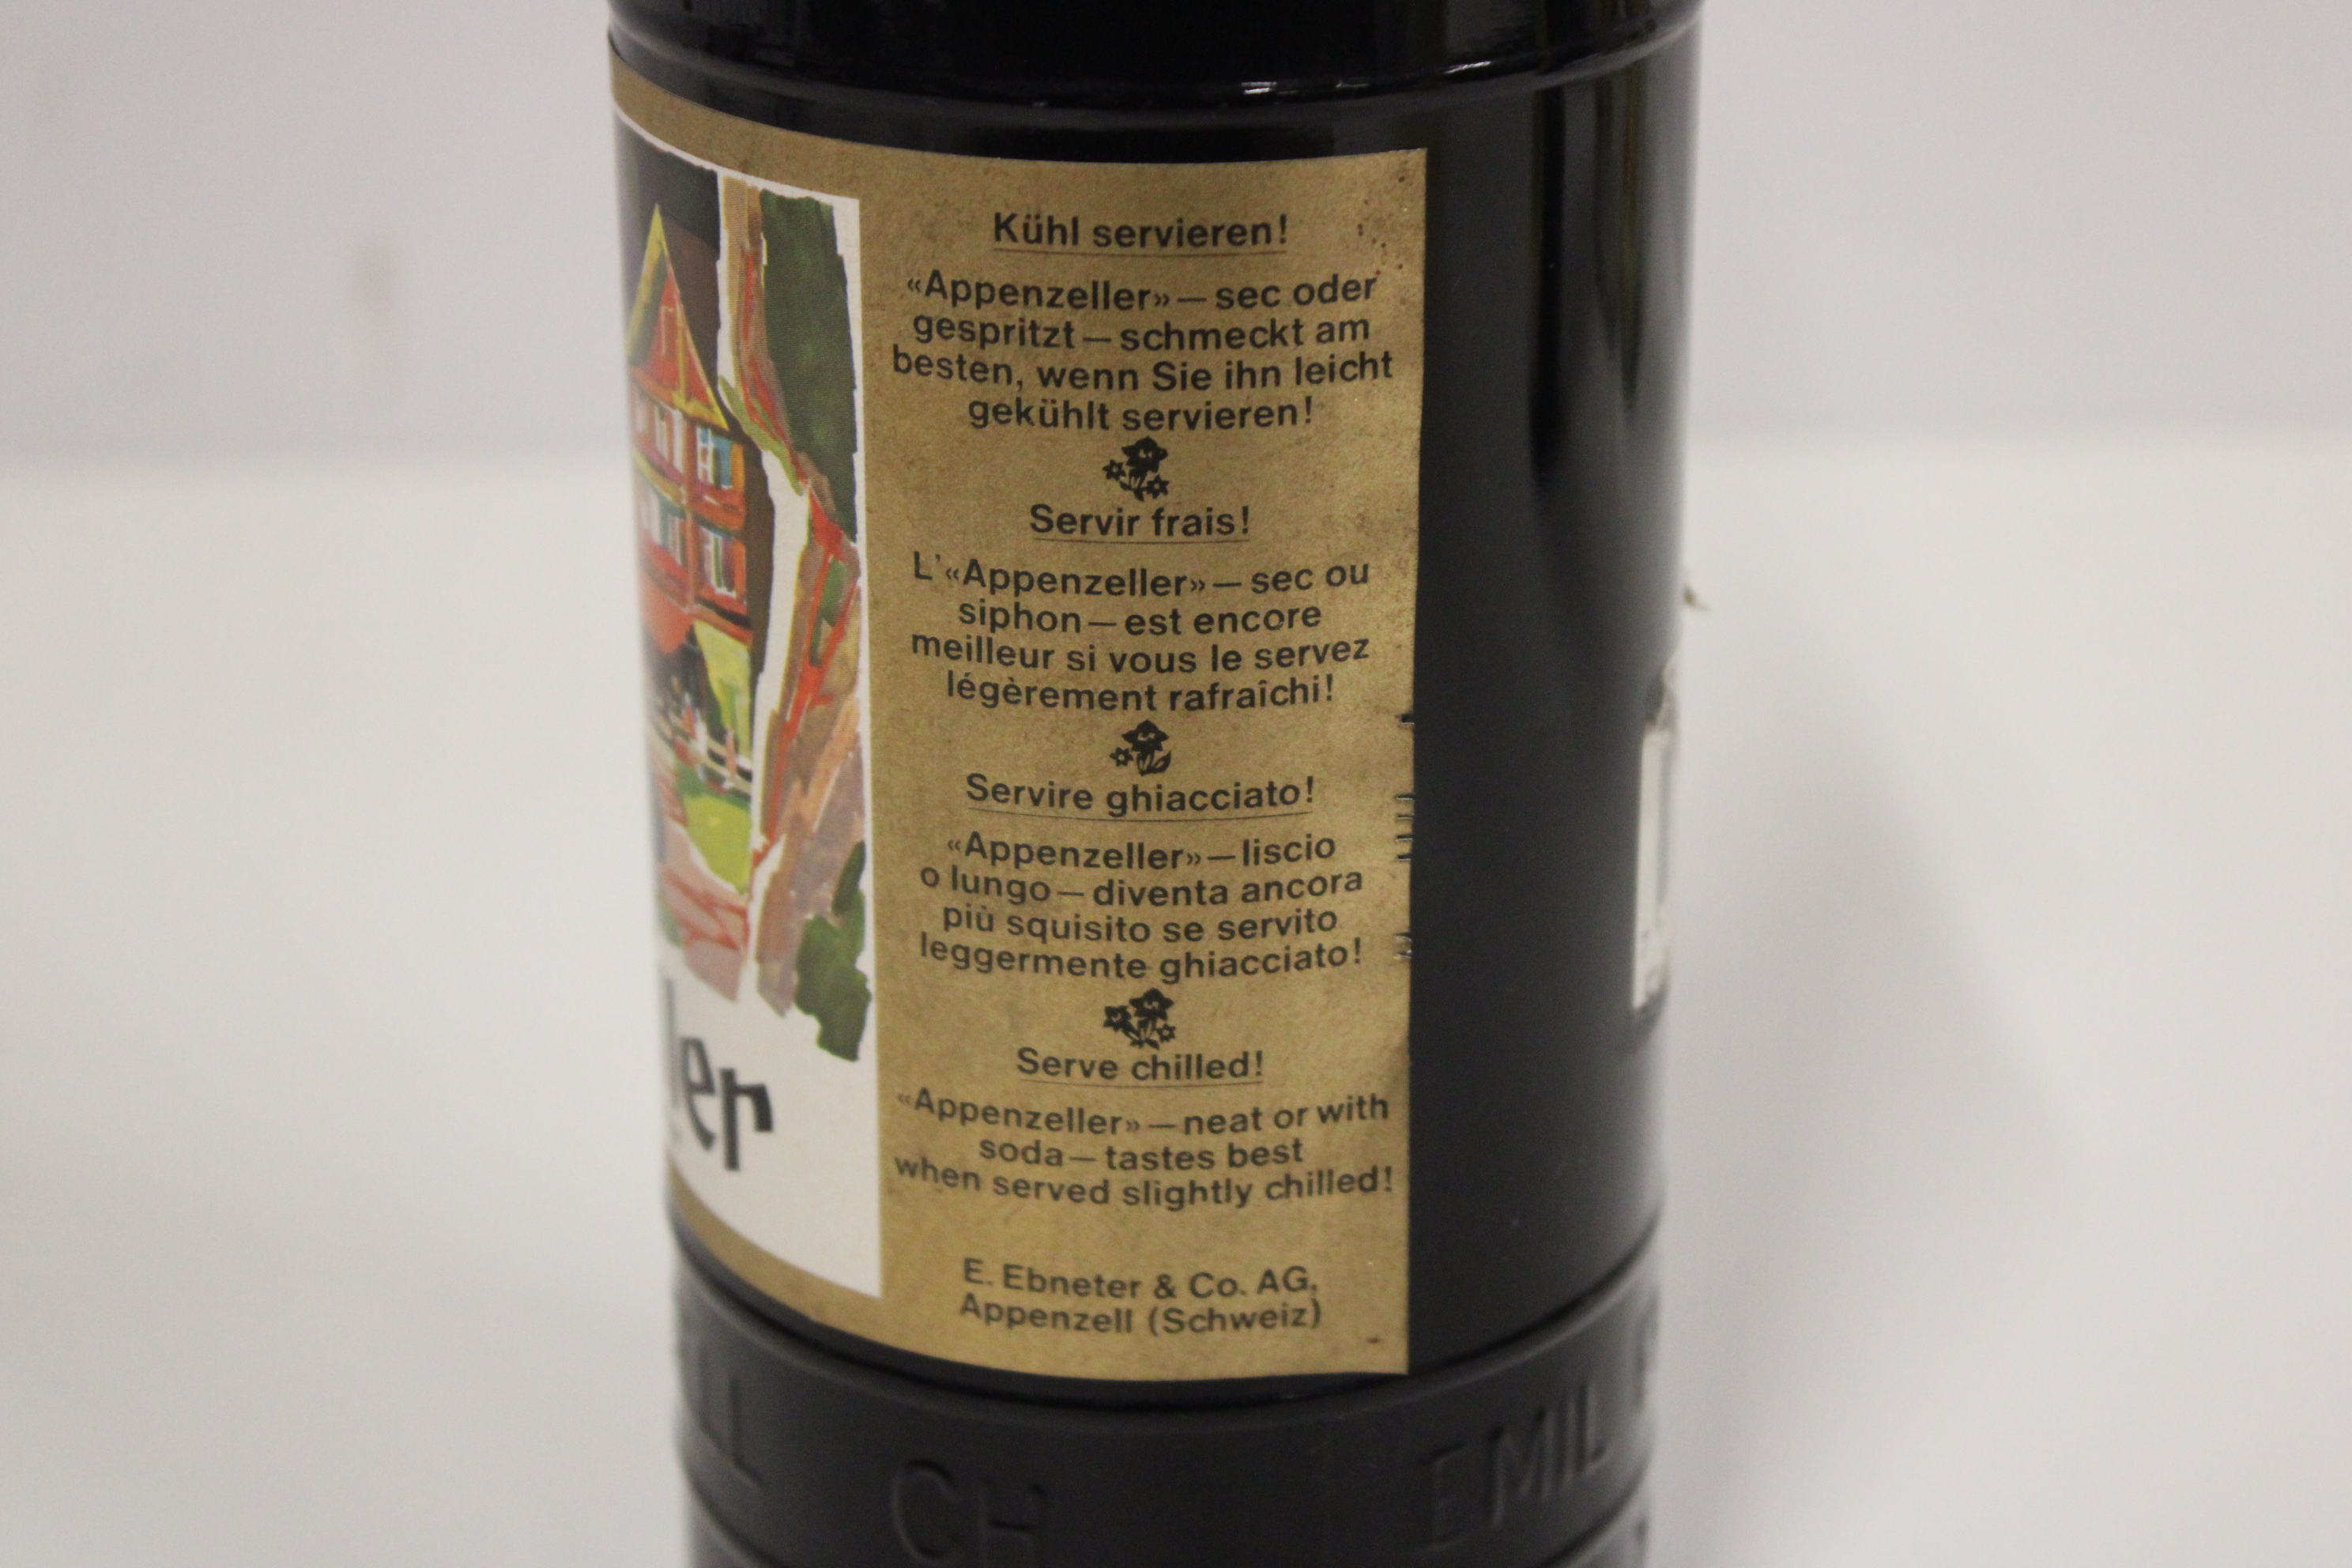 Kühl servieren!
«Appenzeller» — sec oder
gespritzt — schmeckt am
besten, wenn Sie ihn leicht
gekühlt servieren!
Servir frais!
L'«Appenzeller» — sec ou
siphon — est encore
meilleur si vous le servez
légèrement rafraîchi!
Servire ghiacciato!
«Appenzeller» — liscio
o lungo — diventa ancora
più squisito se servito
leggermente ghiacciato!
Serve chilled!
«Appenzeller» — neat or with
soda — tastes best
when served slightly chilled!
E. Ebneter & Co. AG,
Appenzell (Schweiz)
ler
CH EMIL